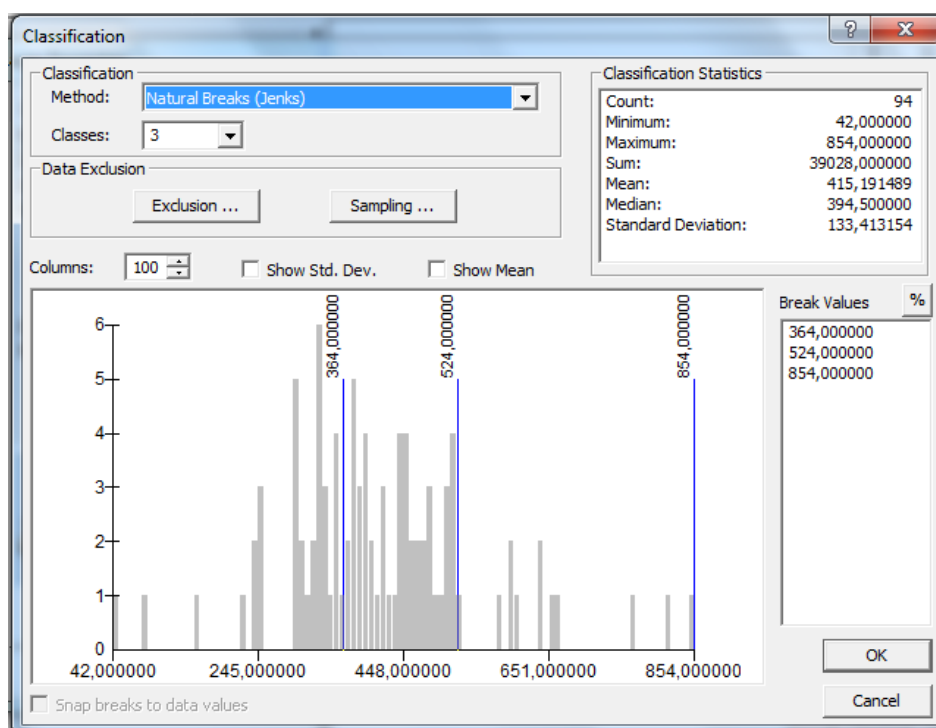 Classification
Classification
Method: Natural Breaks (Jenks)
Classes: 3
Data Exclusion
Exclusion ...
Sampling ...
Classification Statistics
Count: 94
Minimum: 42,000000
Maximum: 854,000000
Sum: 39028,000000
Mean: 415,191489
Median: 394,500000
Standard Deviation: 133,413154
Columns: 100
Show Std. Dev.
Show Mean
Break Values %
364,000000
524,000000
854,000000
364,000000
524,000000
854,000000
6
5
4
3
2
1
0
42,000000 245,000000 448,000000 651,000000 854,000000
Snap breaks to data values
OK
Cancel